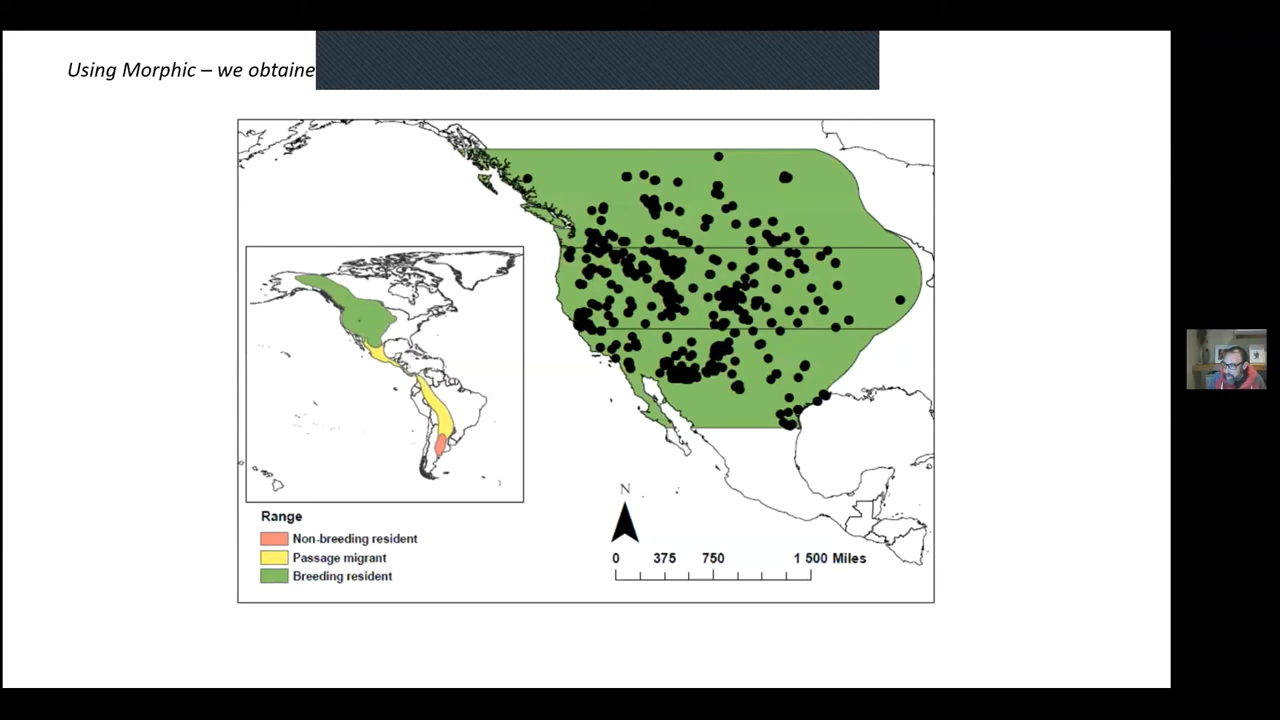 Using Morphic – we obtaine
Range
Non-breeding resident
Passage migrant
Breeding resident
N
0 375 750 1 500 Miles